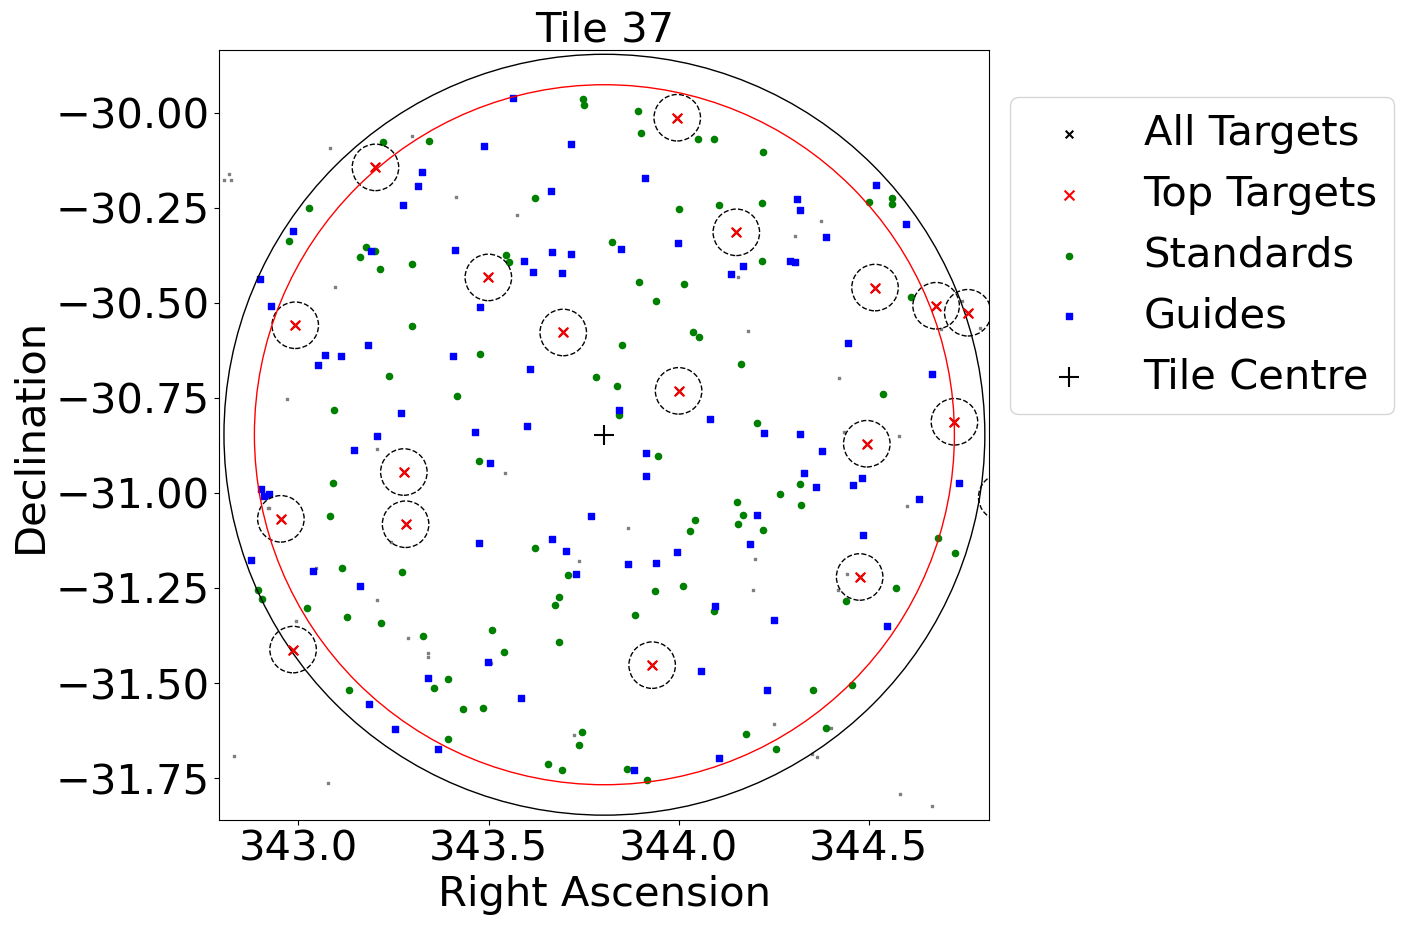 Tile 37
−30.00
−30.25
−30.50
−30.75
−31.00
−31.25
−31.50
−31.75
Declination
343.0 343.5 344.0 344.5
Right Ascension
All Targets
Top Targets
Standards
Guides
Tile Centre